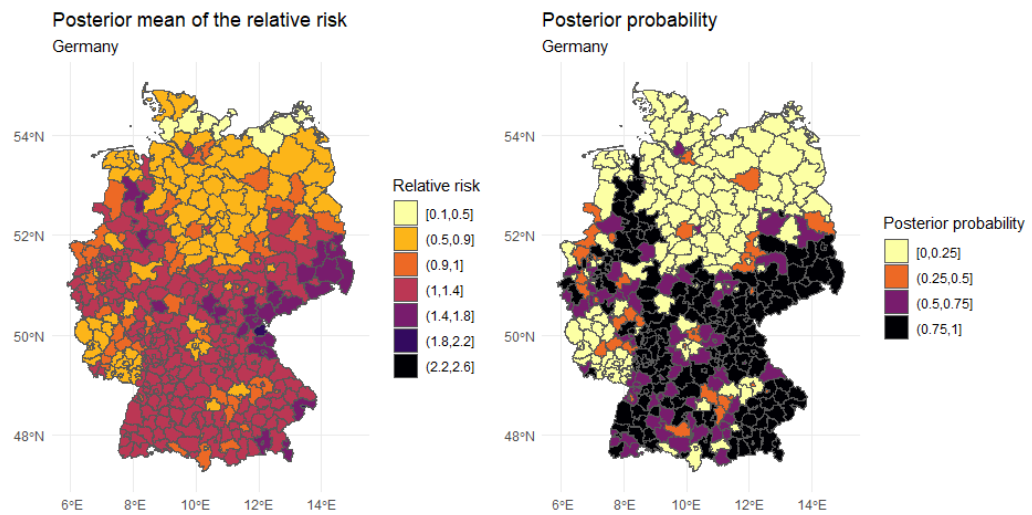 Posterior mean of the relative risk
Germany
54°N
52°N
50°N
48°N
6°E
8°E
10°E
12°E
14°E
Relative risk
[0.1,0.5]
(0.5,0.9]
(0.9,1]
(1,1.4]
(1.4,1.8]
(1.8,2.2]
(2.2,2.6]
Posterior probability
Germany
54°N
52°N
50°N
48°N
6°E
8°E
10°E
12°E
14°E
Posterior probability
[0,0.25]
(0.25,0.5]
(0.5,0.75]
(0.75,1]